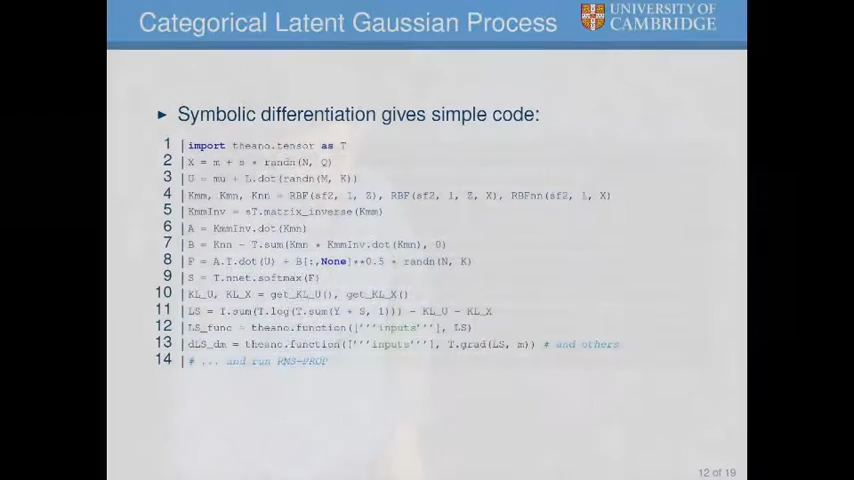 Categorical Latent Gaussian Process
UNIVERSITY OF
CAMBRIDGE
► Symbolic differentiation gives simple code:
1 import theano.tensor as T
2 X = m + s * randn(N, Q)
3 U = mu + L.dot(randn(M, K))
4 Kmm, Kmn, Knn = RBF(sf2, l, Z), RBF(sf2, l, Z, X), RBFnn(sf2, l, X)
5 KmmInv = sT.matrix_inverse(Kmm)
6 A = KmmInv.dot(Kmn)
7 B = Knn - T.sum(Kmn * KmmInv.dot(Kmn), 0)
8 F = A.T.dot(U) + B[:,None]**0.5 * randn(N, K)
9 S = T.nnet.softmax(F)
10 KL_U, KL_X = get_KL_U(), get_KL_X()
11 LS = T.sum(T.log(T.sum(Y * S, 1))) - KL_U - KL_X
12 LS_func = theano.function(['''inputs'''], LS)
13 dLS_dm = theano.function(['''inputs'''], T.grad(LS, m)) # and others
14 # ... and run RMS-PROP
12 of 19